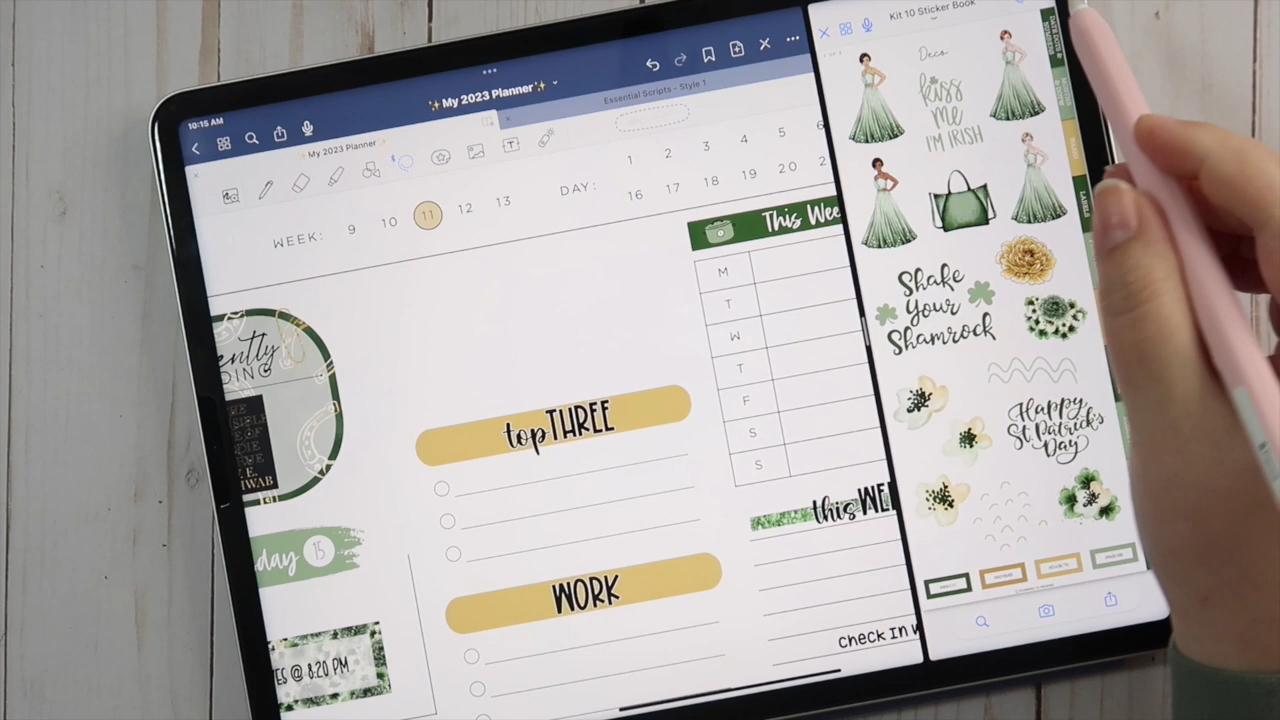 10:15 AM
✨My 2023 Planner✨
✨My 2023 Planner✨
Essential Scripts - Style 1
WEEK: 9 10 11 12 13
DAY: 1 2 3 4 5 6
16 17 18 19 20
day 15
@ 8:20 PM
topTHREE
WORK
This Wee
M
T
W
T
F
S
S
this WEE
check in w
Kit 10 Sticker Book
Deco
kiss
me
I'M IRISH
Shake
Your
Shamrock
Happy
St. Patrick's
Day
LABELS